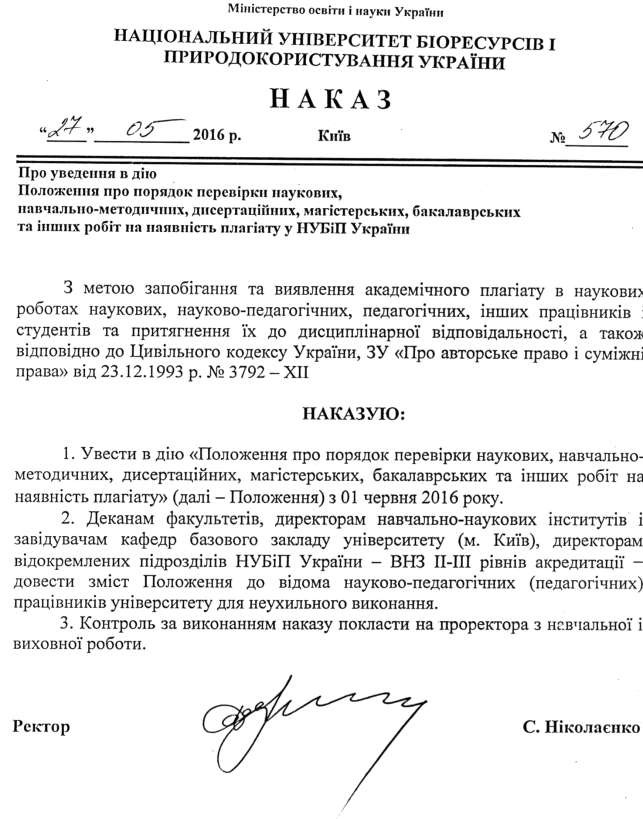 Міністерство освіти і науки України
НАЦІОНАЛЬНИЙ УНІВЕРСИТЕТ БІОРЕСУРСІВ І
ПРИРОДОКОРИСТУВАННЯ УКРАЇНИ
Н А К А З
“27” 05 2016 р. Київ № 570
Про уведення в дію
Положення про порядок перевірки наукових,
навчально-методичних, дисертаційних, магістерських, бакалаврських
та інших робіт на наявність плагіату у НУБіП України
З метою запобігання та виявлення академічного плагіату в наукових
роботах наукових, науково-педагогічних, педагогічних, інших працівників і
студентів та притягнення їх до дисциплінарної відповідальності, а також
відповідно до Цивільного кодексу України, ЗУ «Про авторське право і суміжні
права» від 23.12.1993 р. № 3792 – XII
НАКАЗУЮ:
1. Увести в дію «Положення про порядок перевірки наукових, навчально-
методичних, дисертаційних, магістерських, бакалаврських та інших робіт на
наявність плагіату» (далі – Положення) з 01 червня 2016 року.
2. Деканам факультетів, директорам навчально-наукових інститутів і
завідувачам кафедр базового закладу університету (м. Київ), директорам
відокремлених підрозділів НУБіП України – ВНЗ II-III рівнів акредитації –
довести зміст Положення до відома науково-педагогічних (педагогічних)
працівників університету для неухильного виконання.
3. Контроль за виконанням наказу покласти на проректора з навчальної і
виховної роботи.
Ректор С. Ніколаєнко